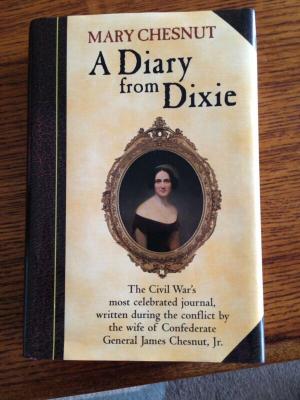 MARY CHESNUT
A Diary
from Dixie
The Civil War's
most celebrated journal,
written during the conflict by
the wife of Confederate
General James Chesnut, Jr.